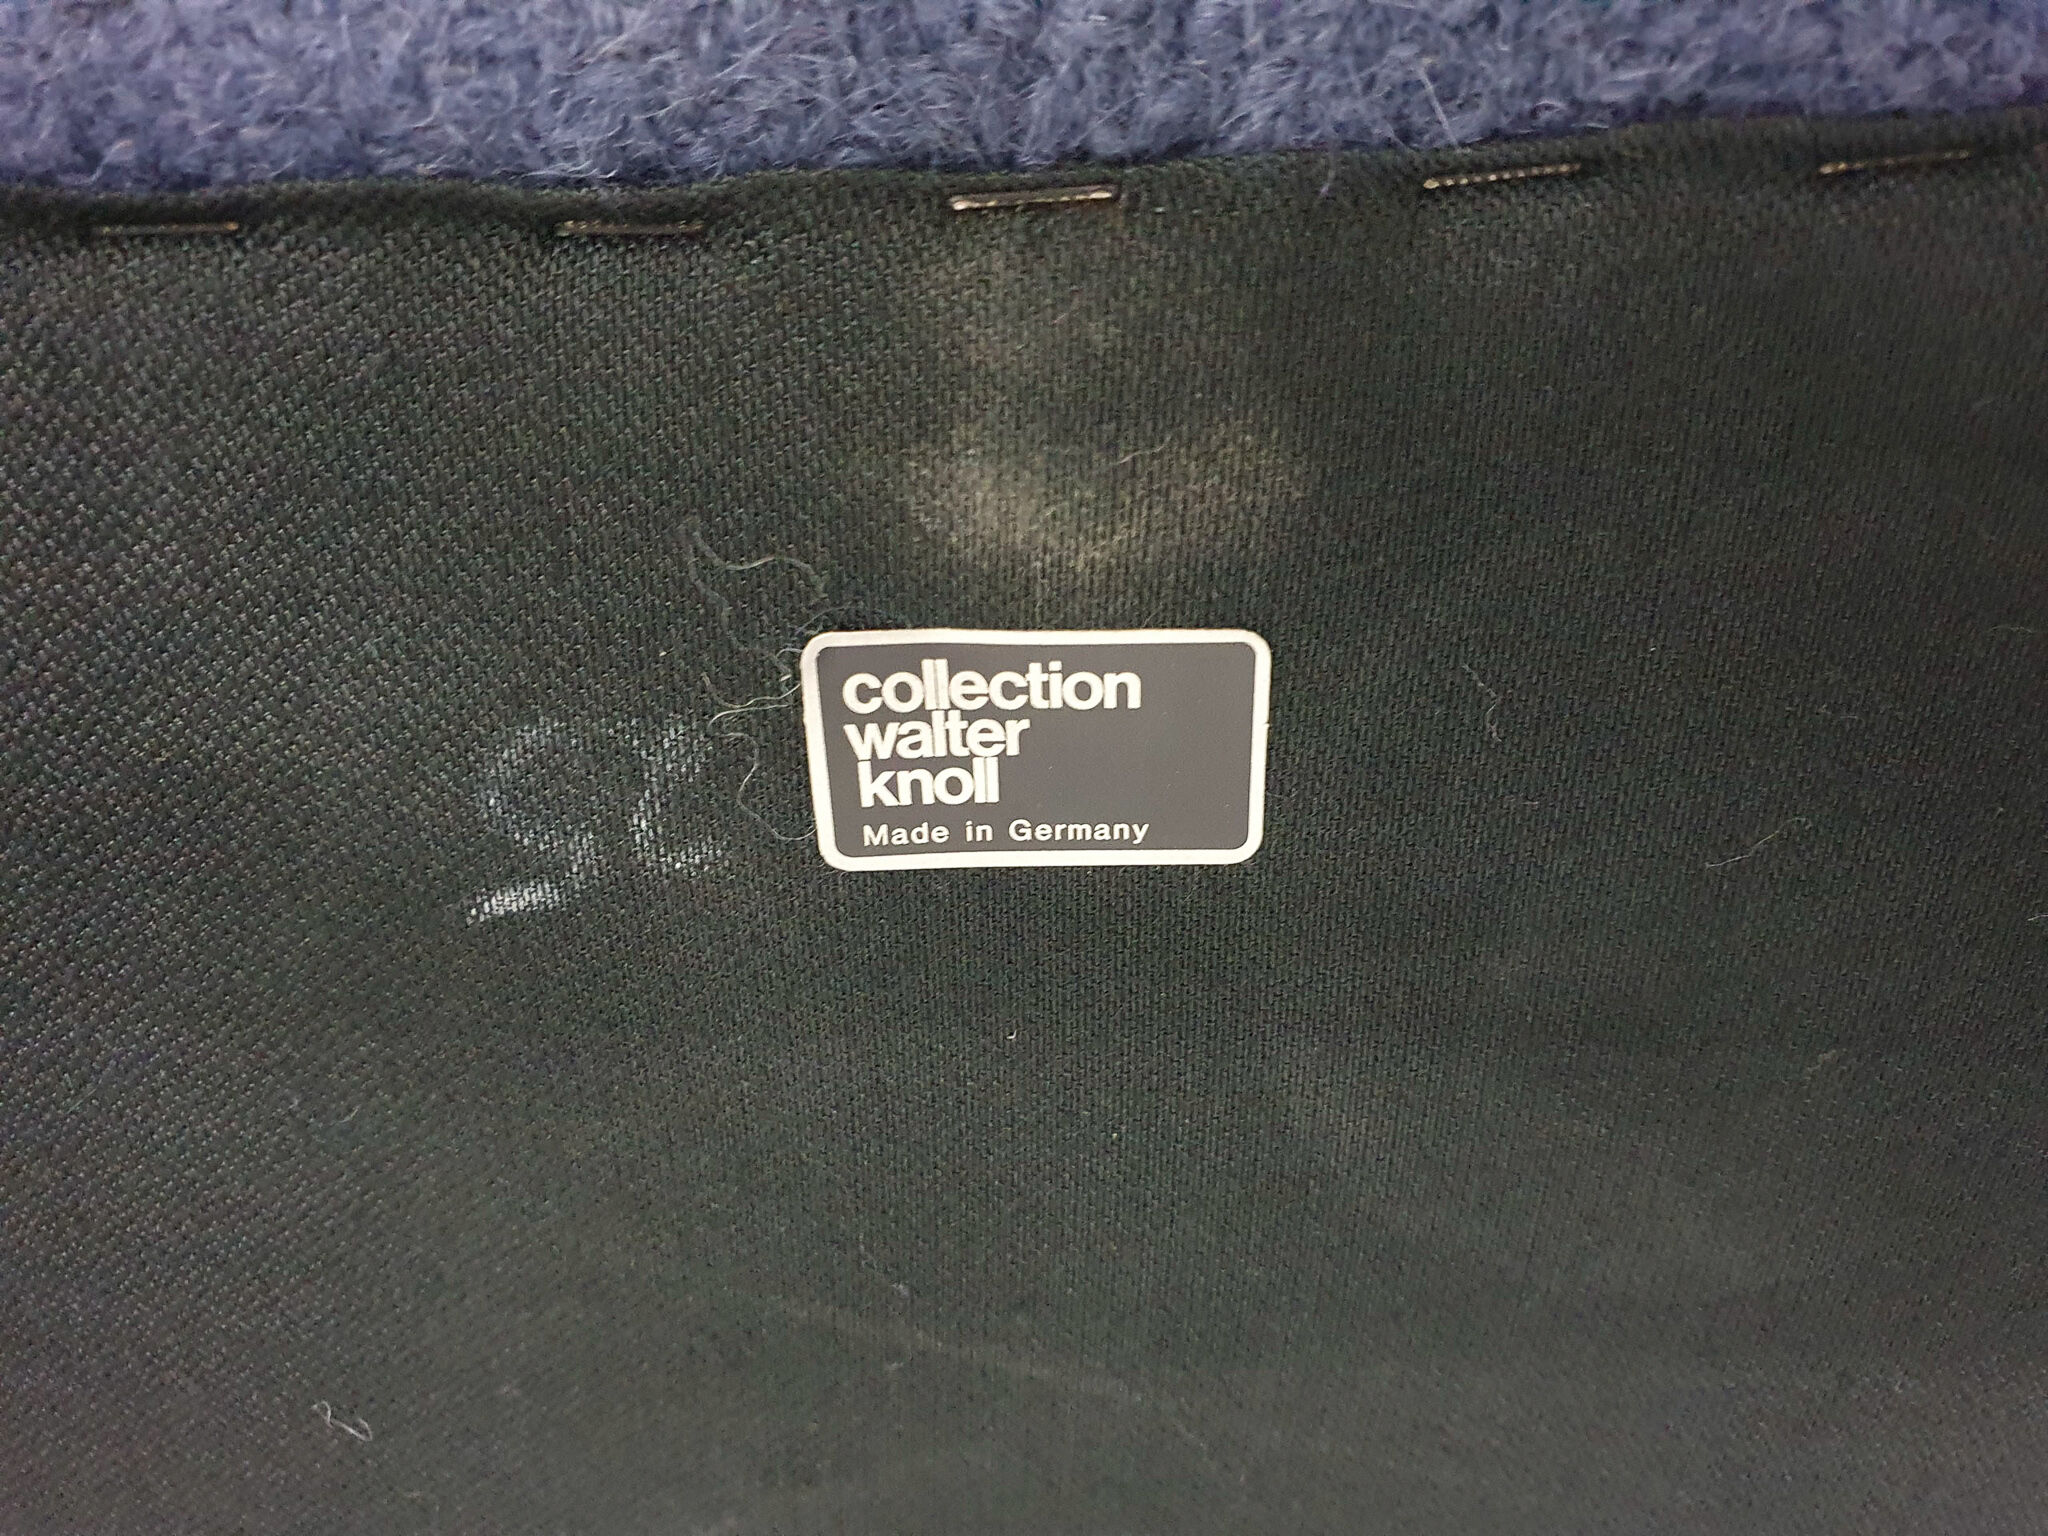 collection
walter
knoll
Made in Germany